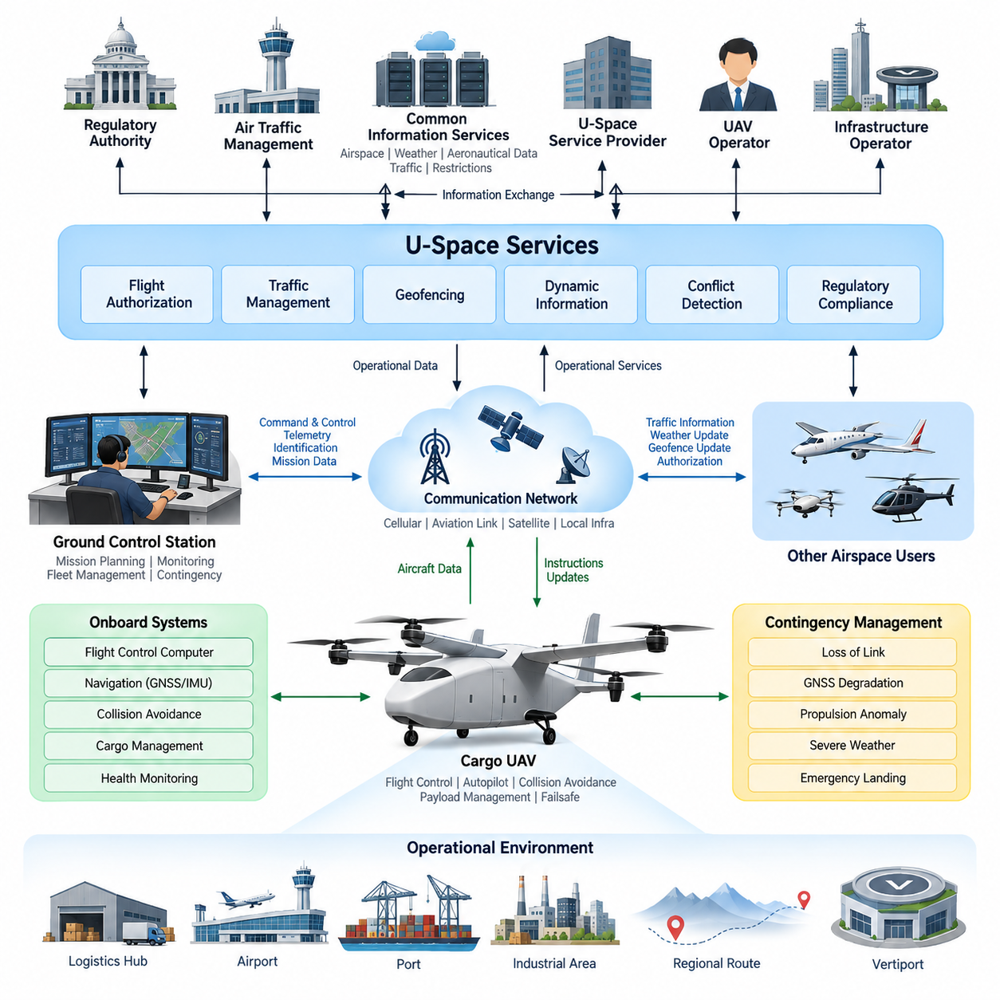 Regulatory
Authority
Air Traffic
Management
Common
Information Services
Airspace | Weather | Aeronautical Data
Traffic | Restrictions
U-Space
Service Provider
UAV
Operator
Infrastructure
Operator
Information Exchange
U-Space Services
Flight
Authorization
Traffic
Management
Geofencing
Dynamic
Information
Conflict
Detection
Regulatory
Compliance
Operational Data
Operational Services
Command & Control
Telemetry
Identification
Mission Data
Traffic Information
Weather Update
Geofence Update
Authorization
Communication Network
Cellular | Aviation Link | Satellite | Local Infra
Ground Control Station
Mission Planning | Monitoring
Fleet Management | Contingency
Other Airspace Users
Aircraft Data
Instructions
Updates
Onboard Systems
Flight Control Computer
Navigation (GNSS/IMU)
Collision Avoidance
Cargo Management
Health Monitoring
Contingency Management
Loss of Link
GNSS Degradation
Propulsion Anomaly
Severe Weather
Emergency Landing
Cargo UAV
Flight Control | Autopilot | Collision Avoidance
Payload Management | Failsafe
Operational Environment
Logistics Hub
Airport
Port
Industrial Area
Regional Route
V
Vertiport